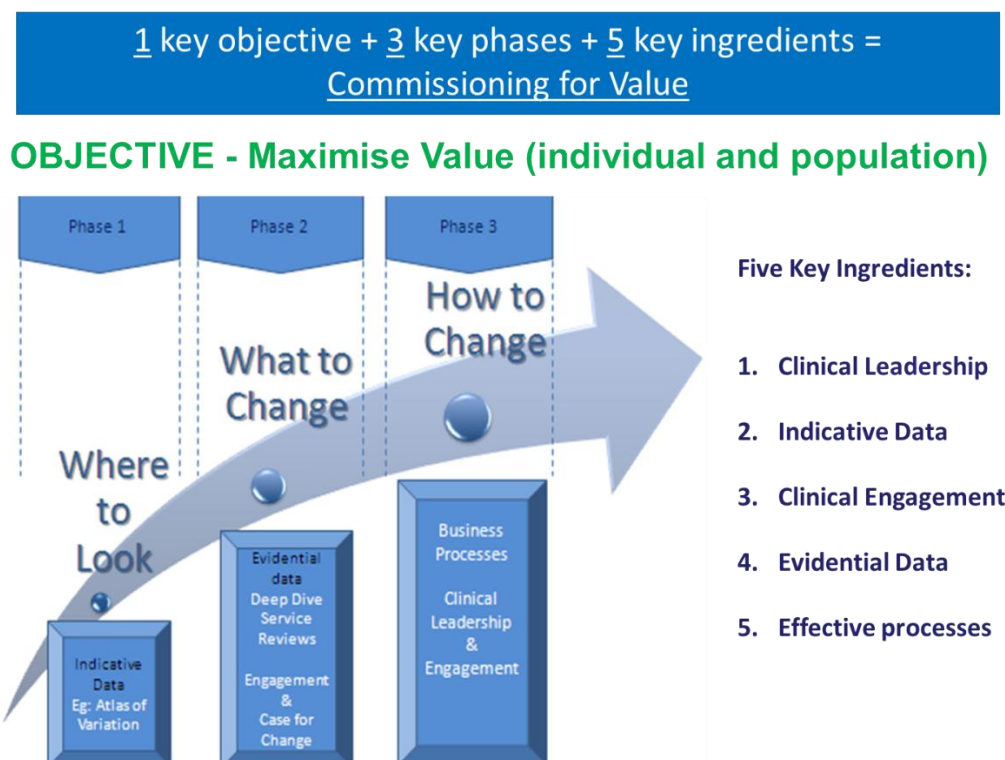 1 key objective + 3 key phases + 5 key ingredients =
Commissioning for Value
OBJECTIVE - Maximise Value (individual and population)
Phase 1
Phase 2
Phase 3
Where
to
Look
What to
Change
How to
Change
Indicative
Data
Eg: Atlas of
Variation
Evidential
data
Deep Dive
Service
Reviews
Engagement
&
Case for
Change
Business
Processes
Clinical
Leadership
&
Engagement
Five Key Ingredients:
1. Clinical Leadership
2. Indicative Data
3. Clinical Engagement
4. Evidential Data
5. Effective processes